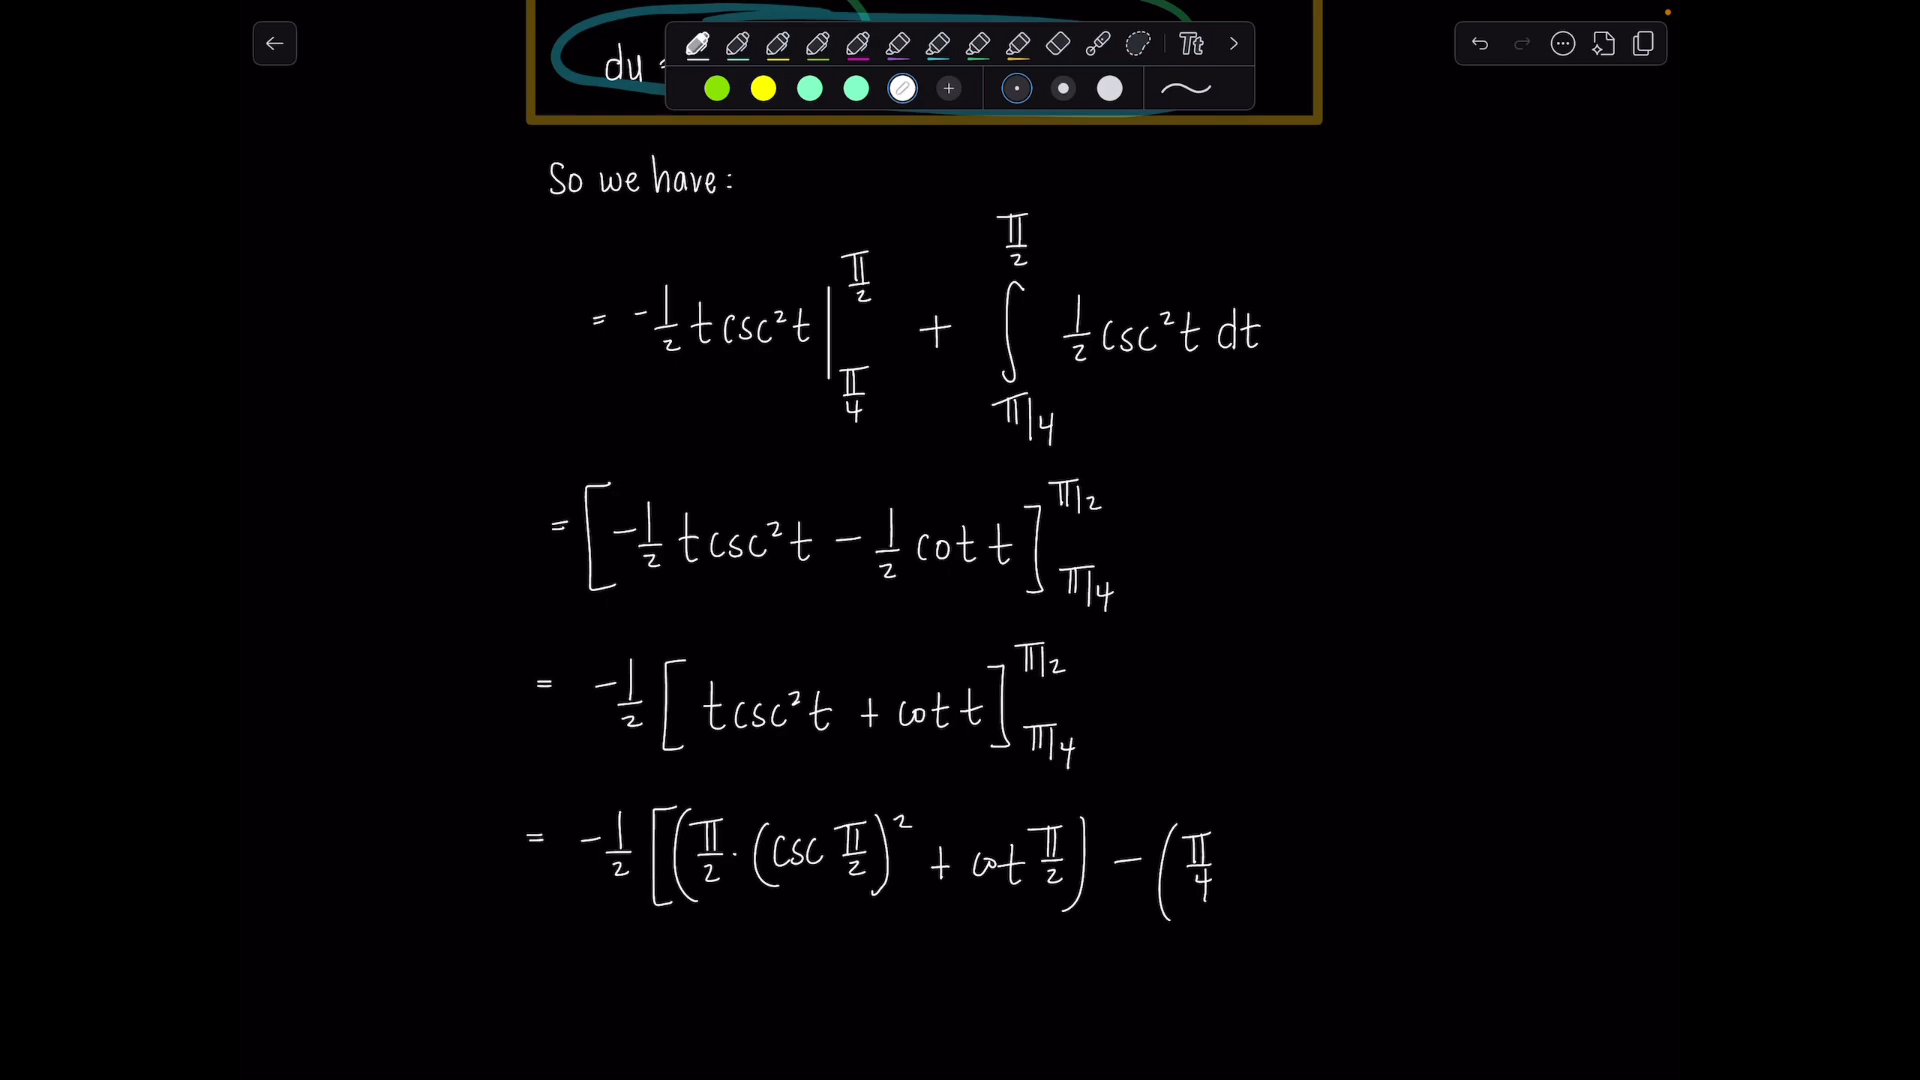 du =
So we have:
= -1/2 t csc²t |_{π/4}^{π/2} + ∫_{π/4}^{π/2} 1/2 csc²t dt
= [-1/2 t csc²t - 1/2 cot t]_{π/4}^{π/2}
= -1/2 [t csc²t + cot t]_{π/4}^{π/2}
= -1/2 [(π/2 · (csc π/2)² + cot π/2) - (π/4